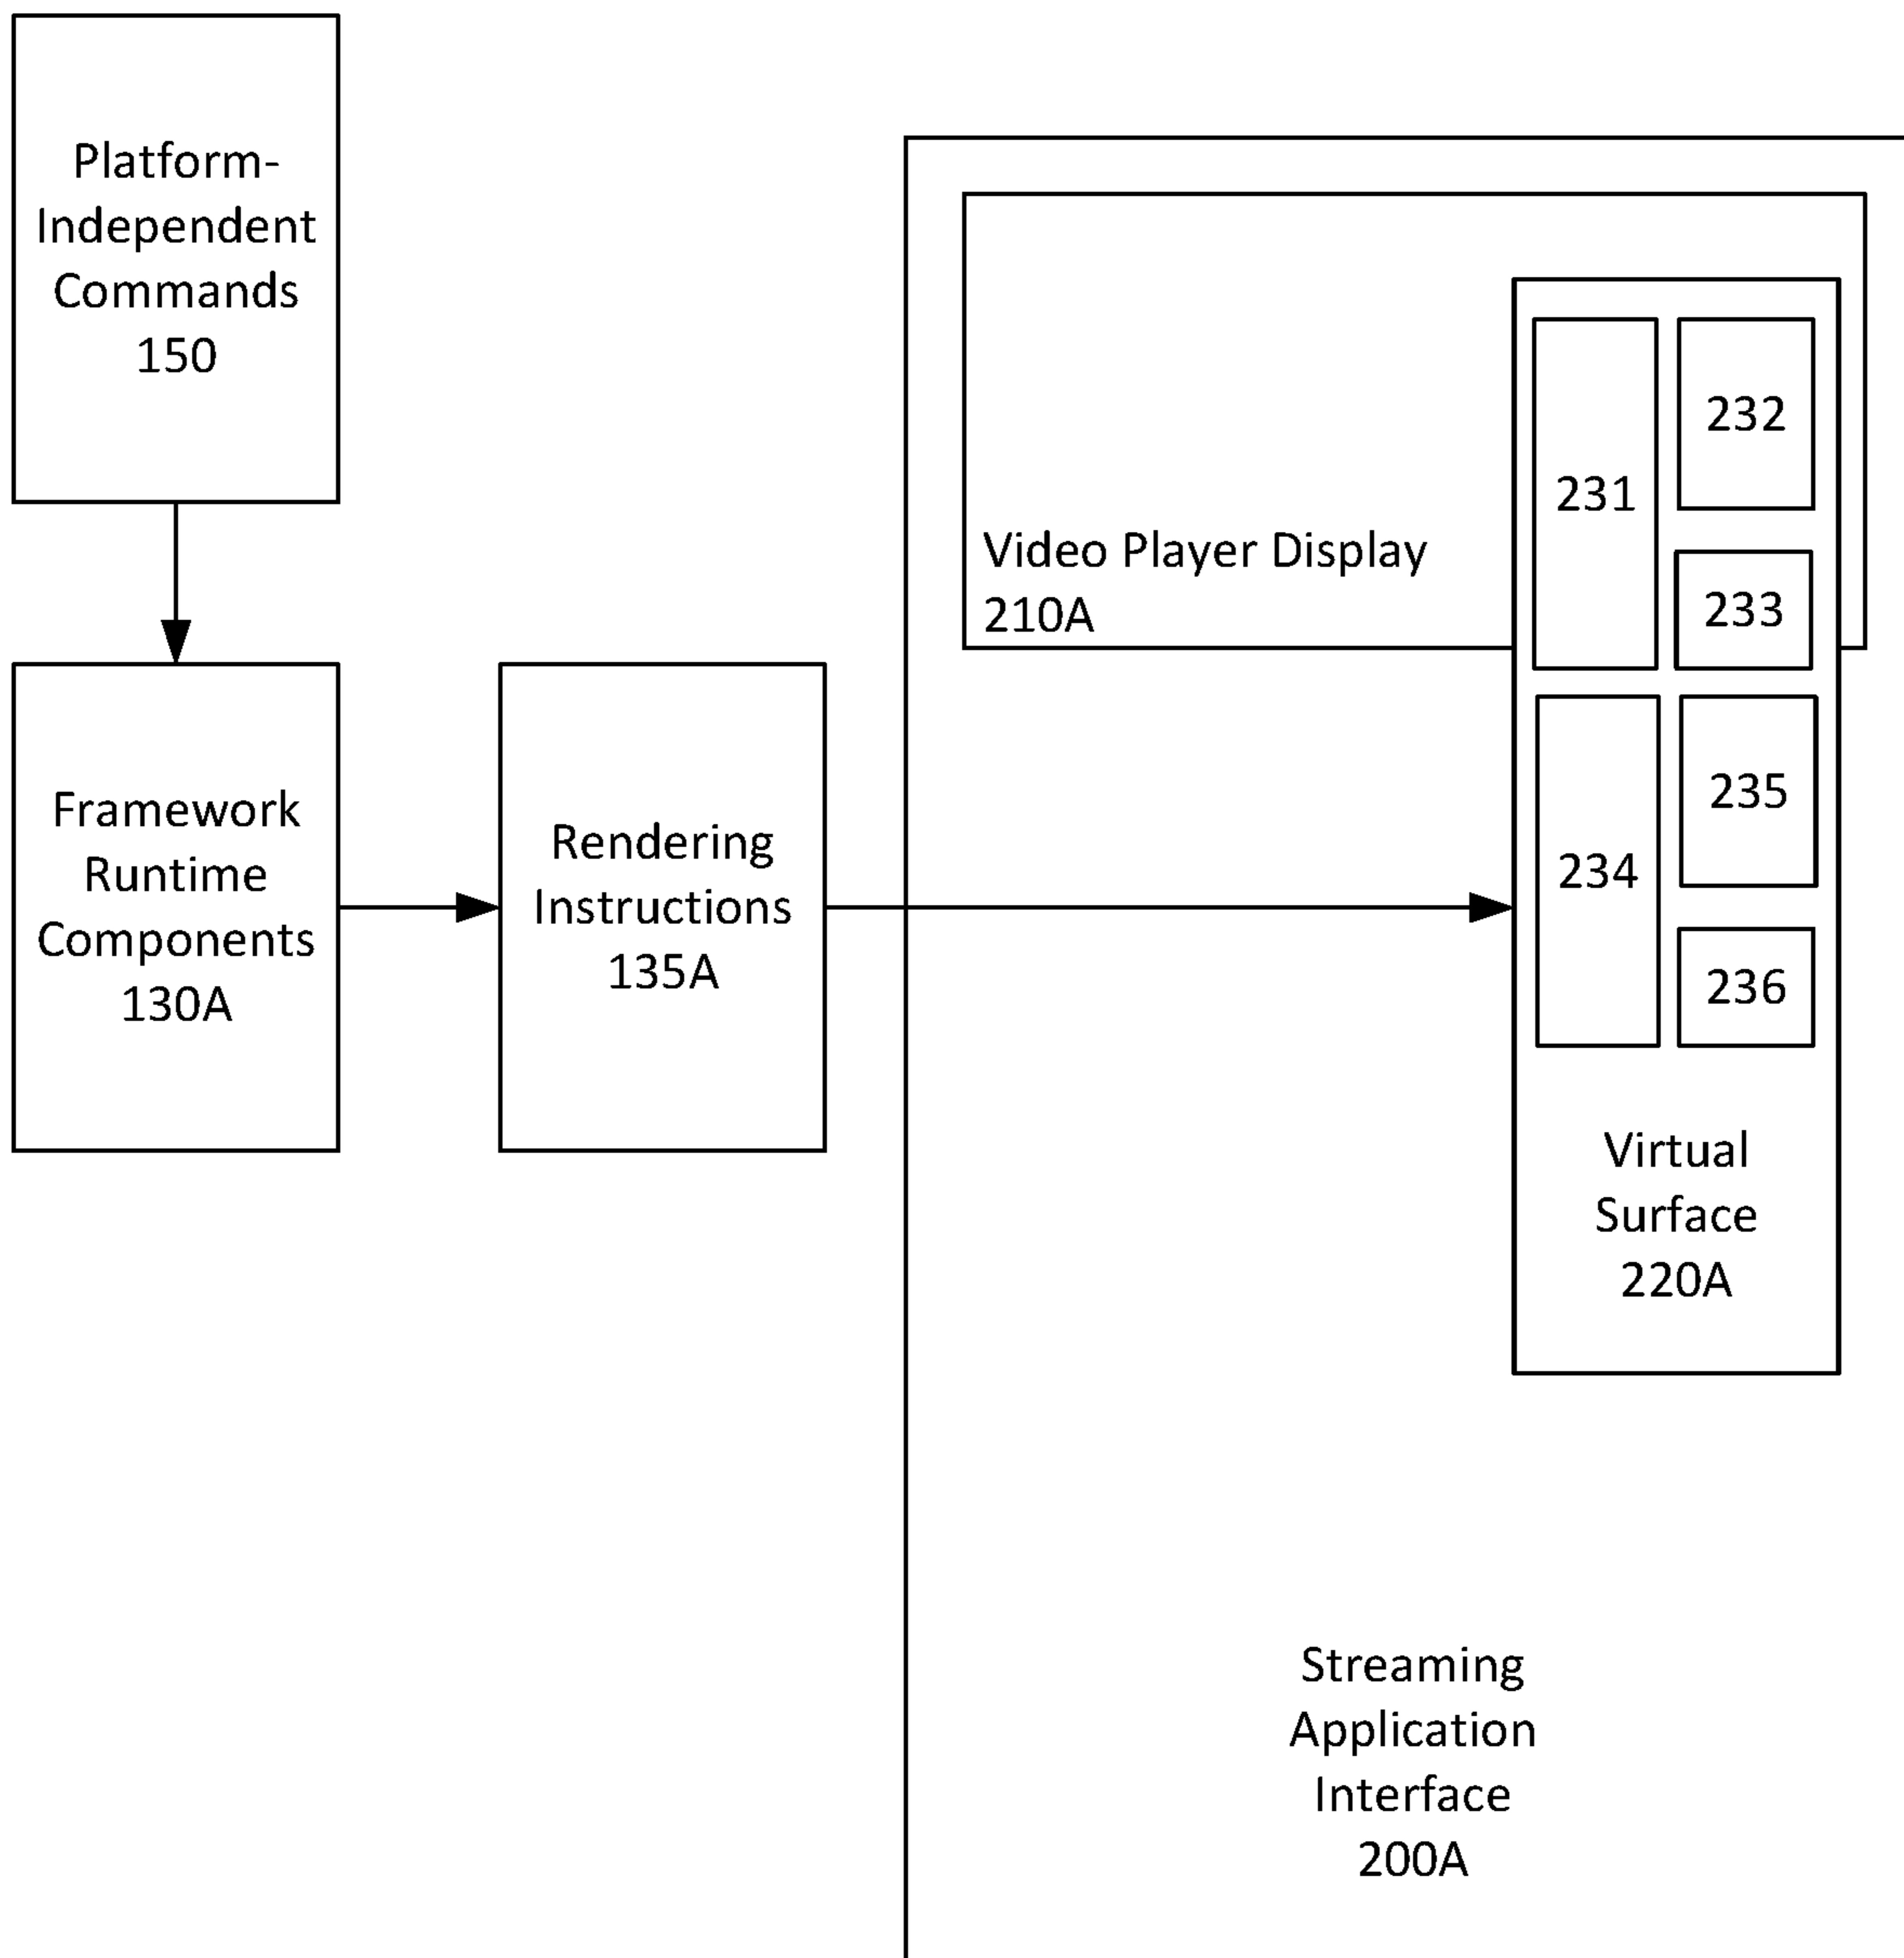 Platform-
Independent
Commands
150
Framework
Runtime
Components
130A
Rendering
Instructions
135A
Video Player Display
210A
231
232
233
234
235
236
Virtual
Surface
220A
Streaming
Application
Interface
200A